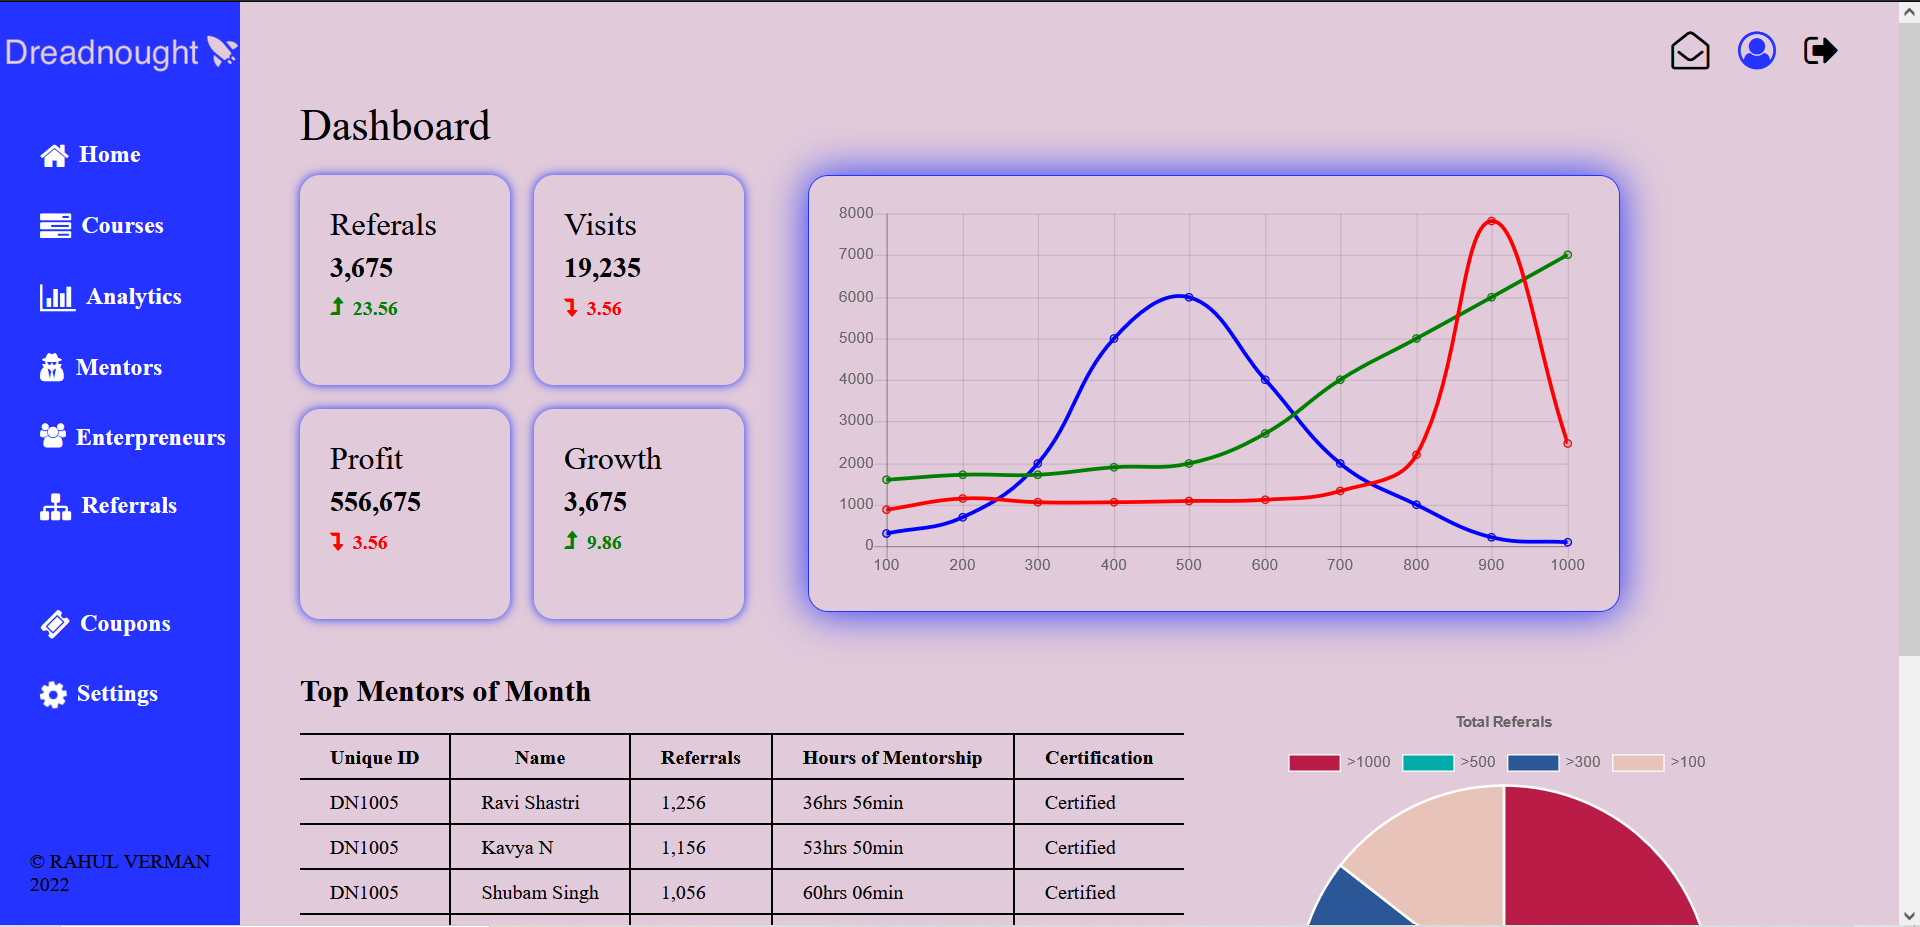 Dreadnought
Home
Courses
Analytics
Mentors
Enterpreneurs
Referrals
Coupons
Settings
© RAHUL VERMAN
2022
Dashboard
Referals
3,675
23.56
Visits
19,235
3.56
Profit
556,675
3.56
Growth
3,675
9.86
8000
7000
6000
5000
4000
3000
2000
1000
0
100 200 300 400 500 600 700 800 900 1000
Top Mentors of Month
Unique ID Name Referrals Hours of Mentorship Certification
DN1005 Ravi Shastri 1,256 36hrs 56min Certified
DN1005 Kavya N 1,156 53hrs 50min Certified
DN1005 Shubam Singh 1,056 60hrs 06min Certified
Total Referals
>1000 >500 >300 >100